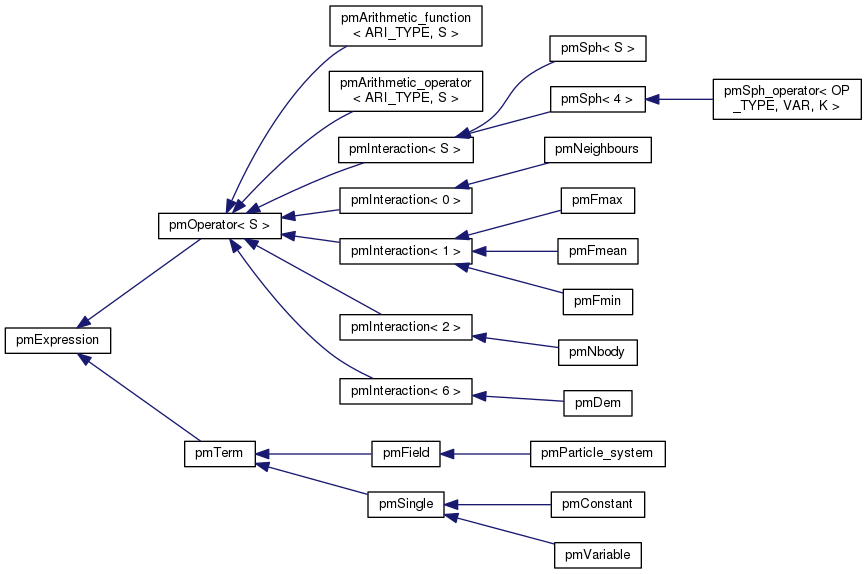 pmArithmetic_function
< ARI_TYPE, S >
pmSph< S >
pmArithmetic_operator
< ARI_TYPE, S >
pmSph< 4 >
pmSph_operator< OP
_TYPE, VAR, K >
pmInteraction< S >
pmNeighbours
pmInteraction< 0 >
pmFmax
pmOperator< S >
pmInteraction< 1 >
pmFmean
pmFmin
pmInteraction< 2 >
pmExpression
pmNbody
pmInteraction< 6 >
pmDem
pmTerm
pmField
pmParticle_system
pmSingle
pmConstant
pmVariable